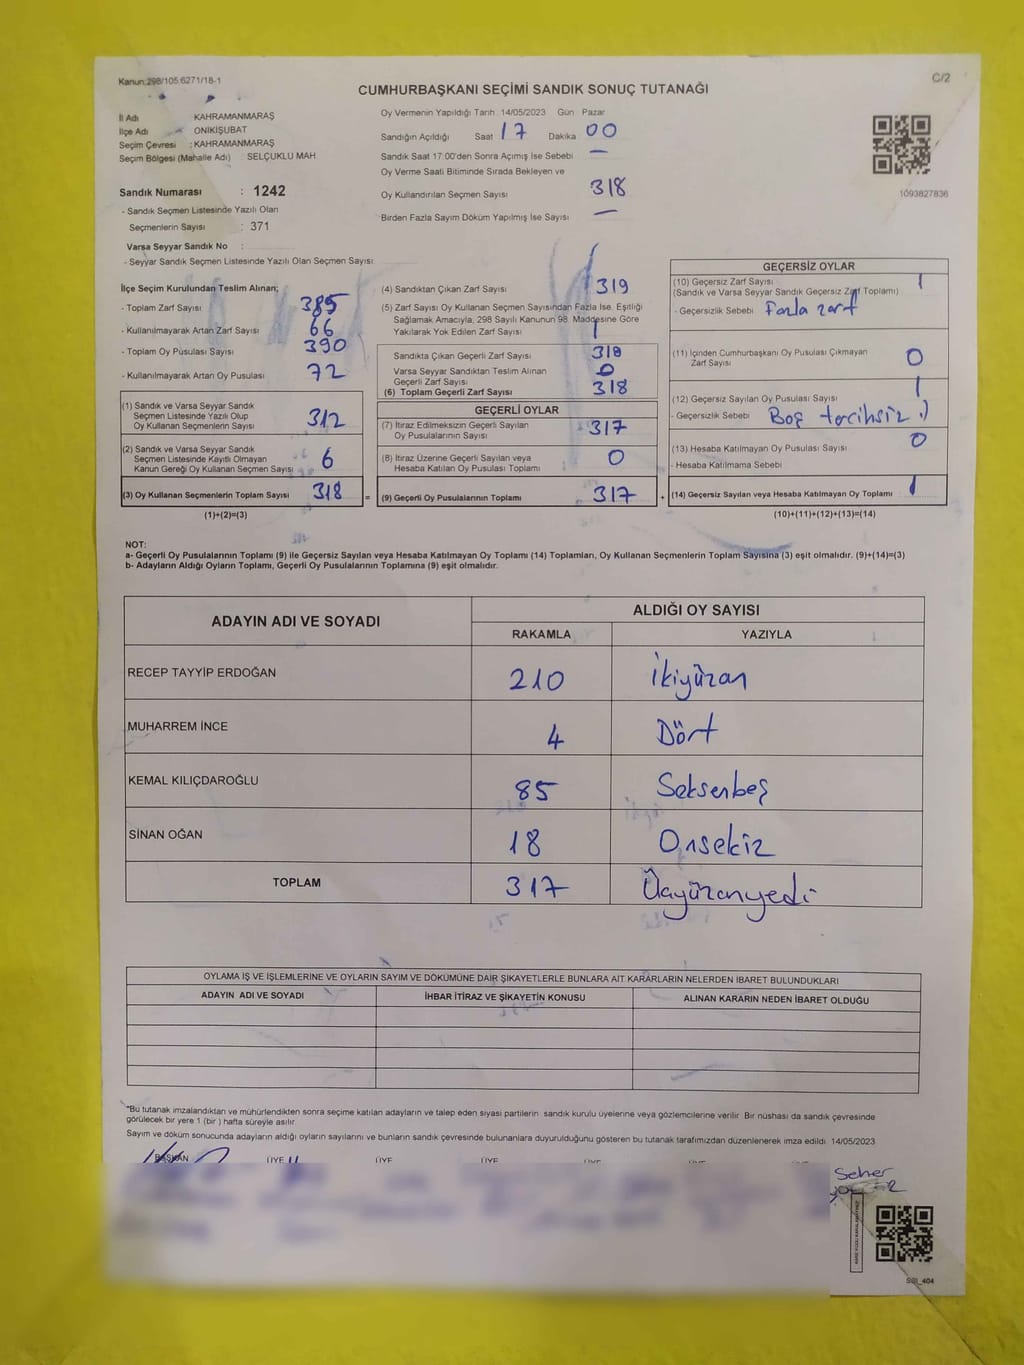 Kanun:298/105.6271/18-1
C/2
CUMHURBAŞKANI SEÇİMİ SANDIK SONUÇ TUTANAĞI
İl Adı KAHRAMANMARAŞ
İlçe Adı ONİKİŞUBAT
Seçim Çevresi : KAHRAMANMARAŞ
Seçim Bölgesi (Mahalle Adı) : SELÇUKLU MAH
Sandık Numarası : 1242
- Sandık Seçmen Listesinde Yazılı Olan
Seçmenlerin Sayısı : 371
Varsa Seyyar Sandık No :
- Seyyar Sandık Seçmen Listesinde Yazılı Olan Seçmen Sayısı:
Oy Vermenin Yapıldığı Tarih 14/05/2023 Gün Pazar
Sandığın Açıldığı Saat 17 Dakika 00
Sandık Saat 17:00'den Sonra Açımış İse Sebebi —
Oy Verme Saati Bitiminde Sırada Bekleyen ve
Oy Kullandırılan Seçmen Sayısı 318
Birden Fazla Sayım Döküm Yapılmış İse Sayısı —
1093827836
İlçe Seçim Kurulundan Teslim Alınan;
- Toplam Zarf Sayısı 385
- Kullanılmayarak Artan Zarf Sayısı 66
- Toplam Oy Pusulası Sayısı 390
- Kullanılmayarak Artan Oy Pusulası 72
(1) Sandık ve Varsa Seyyar Sandık
Seçmen Listesinde Yazılı Olup
Oy Kullanan Seçmenlerin Sayısı 312
(2) Sandık ve Varsa Seyyar Sandık
Seçmen Listesinde Kayıtlı Olmayan
Kanun Gereği Oy Kullanan Seçmen Sayısı 6
(3) Oy Kullanan Seçmenlerin Toplam Sayısı 318 =
(1)+(2)=(3)
(4) Sandıktan Çıkan Zarf Sayısı 319
(5) Zarf Sayısı Oy Kullanan Seçmen Sayısından Fazla İse, Eşitliği
Sağlamak Amacıyla, 298 Sayılı Kanunun 98. Maddesine Göre
Yakılarak Yok Edilen Zarf Sayısı 1
Sandıkta Çıkan Geçerli Zarf Sayısı 318
Varsa Seyyar Sandıktan Teslim Alınan
Geçerli Zarf Sayısı 0
(6) Toplam Geçerli Zarf Sayısı 318
GEÇERLİ OYLAR
(7) İtiraz Edilmeksizin Geçerli Sayılan
Oy Pusulalarının Sayısı 317
(8) İtiraz Üzerine Geçerli Sayılan veya
Hesaba Katılan Oy Pusulası Toplamı 0
(9) Geçerli Oy Pusulalarının Toplamı 317 +
GEÇERSİZ OYLAR
(10) Geçersiz Zarf Sayısı 1
(Sandık ve Varsa Seyyar Sandık Geçersiz Zarf Toplamı)
- Geçersizlik Sebebi Fazla zarf
(11) İçinden Cumhurbaşkanı Oy Pusulası Çıkmayan
Zarf Sayısı 0
(12) Geçersiz Sayılan Oy Pusulası Sayısı 1
- Geçersizlik Sebebi Boş tercihsiz
(13) Hesaba Katılmayan Oy Pusulası Sayısı 0
- Hesaba Katılmama Sebebi
(14) Geçersiz Sayılan veya Hesaba Katılmayan Oy Toplamı 1
(10)+(11)+(12)+(13)=(14)
NOT:
a- Geçerli Oy Pusulalarının Toplamı (9) ile Geçersiz Sayılan veya Hesaba Katılmayan Oy Toplamı (14) Toplamları, Oy Kullanan Seçmenlerin Toplam Sayısına (3) eşit olmalıdır. (9)+(14)=(3)
b- Adayların Aldığı Oyların Toplamı, Geçerli Oy Pusulalarının Toplamına (9) eşit olmalıdır.
ADAYIN ADI VE SOYADI ALDIĞI OY SAYISI
RAKAMLA YAZIYLA
RECEP TAYYİP ERDOĞAN 210 İkiyüzon
MUHARREM İNCE 4 Dört
KEMAL KILIÇDAROĞLU 85 Seksenbeş
SİNAN OĞAN 18 Onsekiz
TOPLAM 317 Üçyüzonyedi
OYLAMA İŞ VE İŞLEMLERİNE VE OYLARIN SAYIM VE DÖKÜMÜNE DAİR ŞİKAYETLERLE BUNLARA AİT KARARLARIN NELERDEN İBARET BULUNDUKLARI
ADAYIN ADI VE SOYADI İHBAR İTİRAZ VE ŞİKAYETİN KONUSU ALINAN KARARIN NEDEN İBARET OLDUĞU
"Bu tutanak imzalandıktan ve mühürlendikten sonra seçime katılan adayların ve talep eden siyasi partilerin sandık kurulu üyelerine veya gözlemcilerine verilir. Bir nüshası da sandık çevresinde
görülecek bir yere 1 (bir) hafta süreyle asılır.
Sayım ve döküm sonucunda adayların aldığı oyların sayılarını ve bunların sandık çevresinde bulunanlara duyurulduğunu gösteren bu tutanak tarafımızdan düzenlenerek imza edildi. 14/05/2023
BAŞKAN ÜYE ÜYE ÜYE
Seher
SSI_404